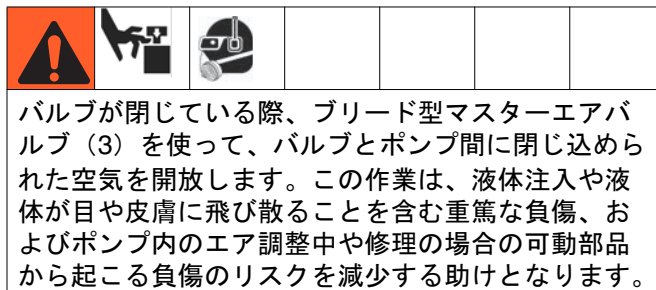 バルブが閉じている際、ブリード型マスターエアバ
ルブ（3）を使って、バルブとポンプ間に閉じ込めら
れた空気を開放します。この作業は、液体注入や液
体が目や皮膚に飛び散ることを含む重篤な負傷、お
よびポンプ内のエア調整中や修理の場合の可動部品
から起こる負傷のリスクを減少する助けとなります。